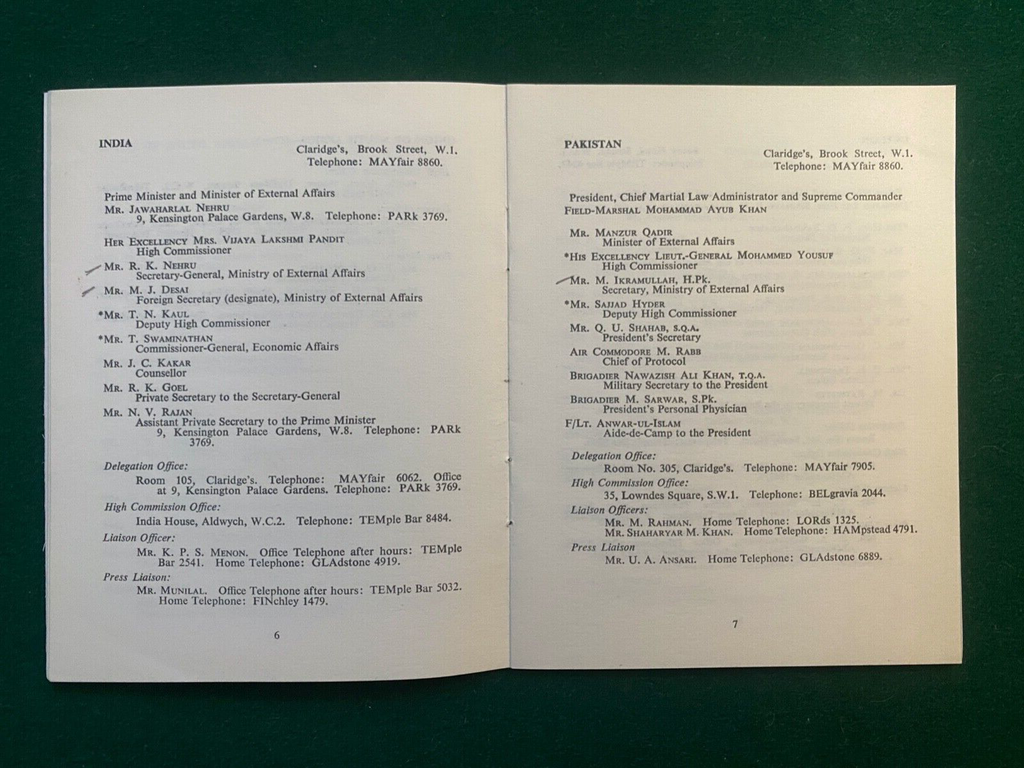 INDIA
Claridge's, Brook Street, W.1.
Telephone: MAYfair 8860.
Prime Minister and Minister of External Affairs
MR. JAWAHARLAL NEHRU
9, Kensington Palace Gardens, W.8. Telephone: PARk 3769.
HER EXCELLENCY MRS. VIJAYA LAKSHMI PANDIT
High Commissioner
MR. R. K. NEHRU
Secretary-General, Ministry of External Affairs
MR. M. J. DESAI
Foreign Secretary (designate), Ministry of External Affairs
*MR. T. N. KAUL
Deputy High Commissioner
*MR. T. SWAMINATHAN
Commissioner-General, Economic Affairs
MR. J. C. KAKAR
Counsellor
MR. R. K. GOEL
Private Secretary to the Secretary-General
MR. N. V. RAJAN
Assistant Private Secretary to the Prime Minister
9, Kensington Palace Gardens, W.8. Telephone: PARk
3769.
Delegation Office:
Room 105, Claridge's. Telephone: MAYfair 6062. Office
at 9, Kensington Palace Gardens. Telephone: PARk 3769.
High Commission Office:
India House, Aldwych, W.C.2. Telephone: TEMple Bar 8484.
Liaison Officer:
MR. K. P. S. MENON. Office Telephone after hours: TEMple
Bar 2541. Home Telephone: GLAdstone 4919.
Press Liaison:
MR. MUNILAL. Office Telephone after hours: TEMple Bar 5032.
Home Telephone: FINchley 1479.
6
PAKISTAN
Claridge's, Brook Street, W.1.
Telephone: MAYfair 8860.
President, Chief Martial Law Administrator and Supreme Commander
FIELD-MARSHAL MOHAMMAD AYUB KHAN
MR. MANZUR QADIR
Minister of External Affairs
*HIS EXCELLENCY LIEUT.-GENERAL MOHAMMED YOUSUF
High Commissioner
MR. M. IKRAMULLAH, H.Pk.
Secretary, Ministry of External Affairs
*MR. SAJJAD HYDER
Deputy High Commissioner
MR. Q. U. SHAHAB, S.Q.A.
President's Secretary
AIR COMMODORE M. RABB
Chief of Protocol
BRIGADIER NAWAZISH ALI KHAN, T.Q.A.
Military Secretary to the President
BRIGADIER M. SARWAR, S.Pk.
President's Personal Physician
F/LT. ANWAR-UL-ISLAM
Aide-de-Camp to the President
Delegation Office:
Room No. 305, Claridge's. Telephone: MAYfair 7905.
High Commission Office:
35, Lowndes Square, S.W.1. Telephone: BELgravia 2044.
Liaison Officers:
MR. M. RAHMAN. Home Telephone: LORds 1325.
MR. SHAHARYAR M. KHAN. Home Telephone: HAMpstead 4791.
Press Liaison
MR. U. A. ANSARI. Home Telephone: GLAdstone 6889.
7